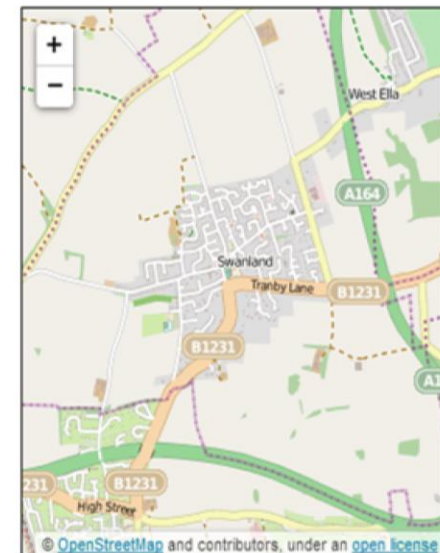 +
−
West Ella
A164
Swanland
Tranby Lane
B1231
B1231
A1
231
B1231
High Street
© OpenStreetMap and contributors, under an open license